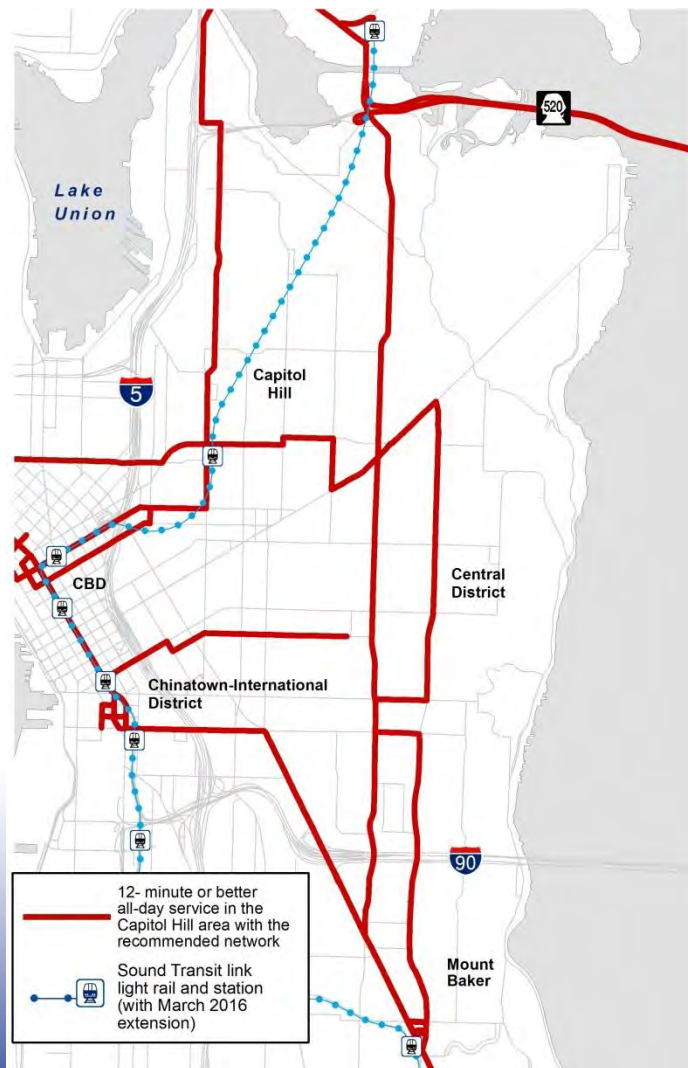 520
Lake
Union
5
Capitol
Hill
CBD
Central
District
Chinatown-International
District
90
12- minute or better
all-day service in the
Capitol Hill area with the
recommended network
Sound Transit link
light rail and station
(with March 2016
extension)
Mount
Baker